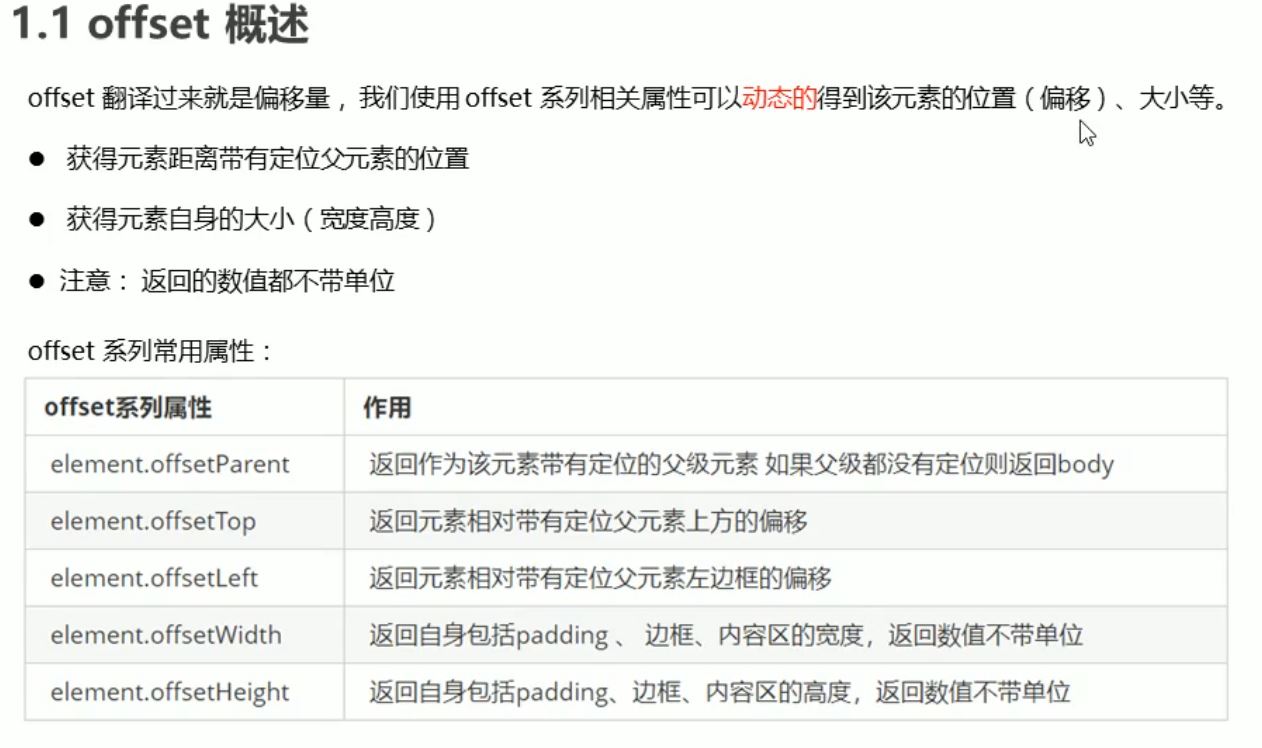 1.1 offset 概述
offset 翻译过来就是偏移量，我们使用 offset 系列相关属性可以动态的得到该元素的位置（偏移）、大小等。
● 获得元素距离带有定位父元素的位置
● 获得元素自身的大小（宽度高度）
● 注意： 返回的数值都不带单位
offset 系列常用属性：
offset系列属性 作用
element.offsetParent 返回作为该元素带有定位的父级元素 如果父级都没有定位则返回body
element.offsetTop 返回元素相对带有定位父元素上方的偏移
element.offsetLeft 返回元素相对带有定位父元素左边框的偏移
element.offsetWidth 返回自身包括padding 、 边框、内容区的宽度，返回数值不带单位
element.offsetHeight 返回自身包括padding、边框、内容区的高度，返回数值不带单位